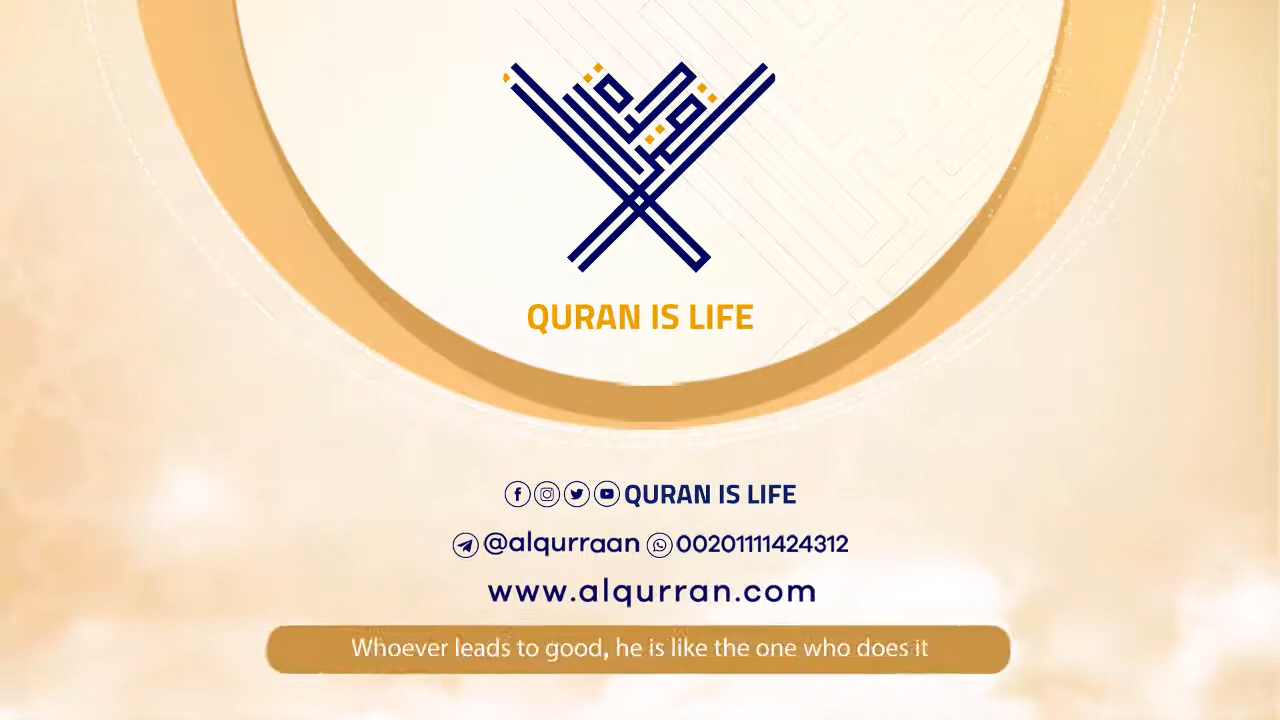 QURAN IS LIFE
QURAN IS LIFE
@alqurraan 00201111424312
www.alqurran.com
Whoever leads to good, he is like the one who does it